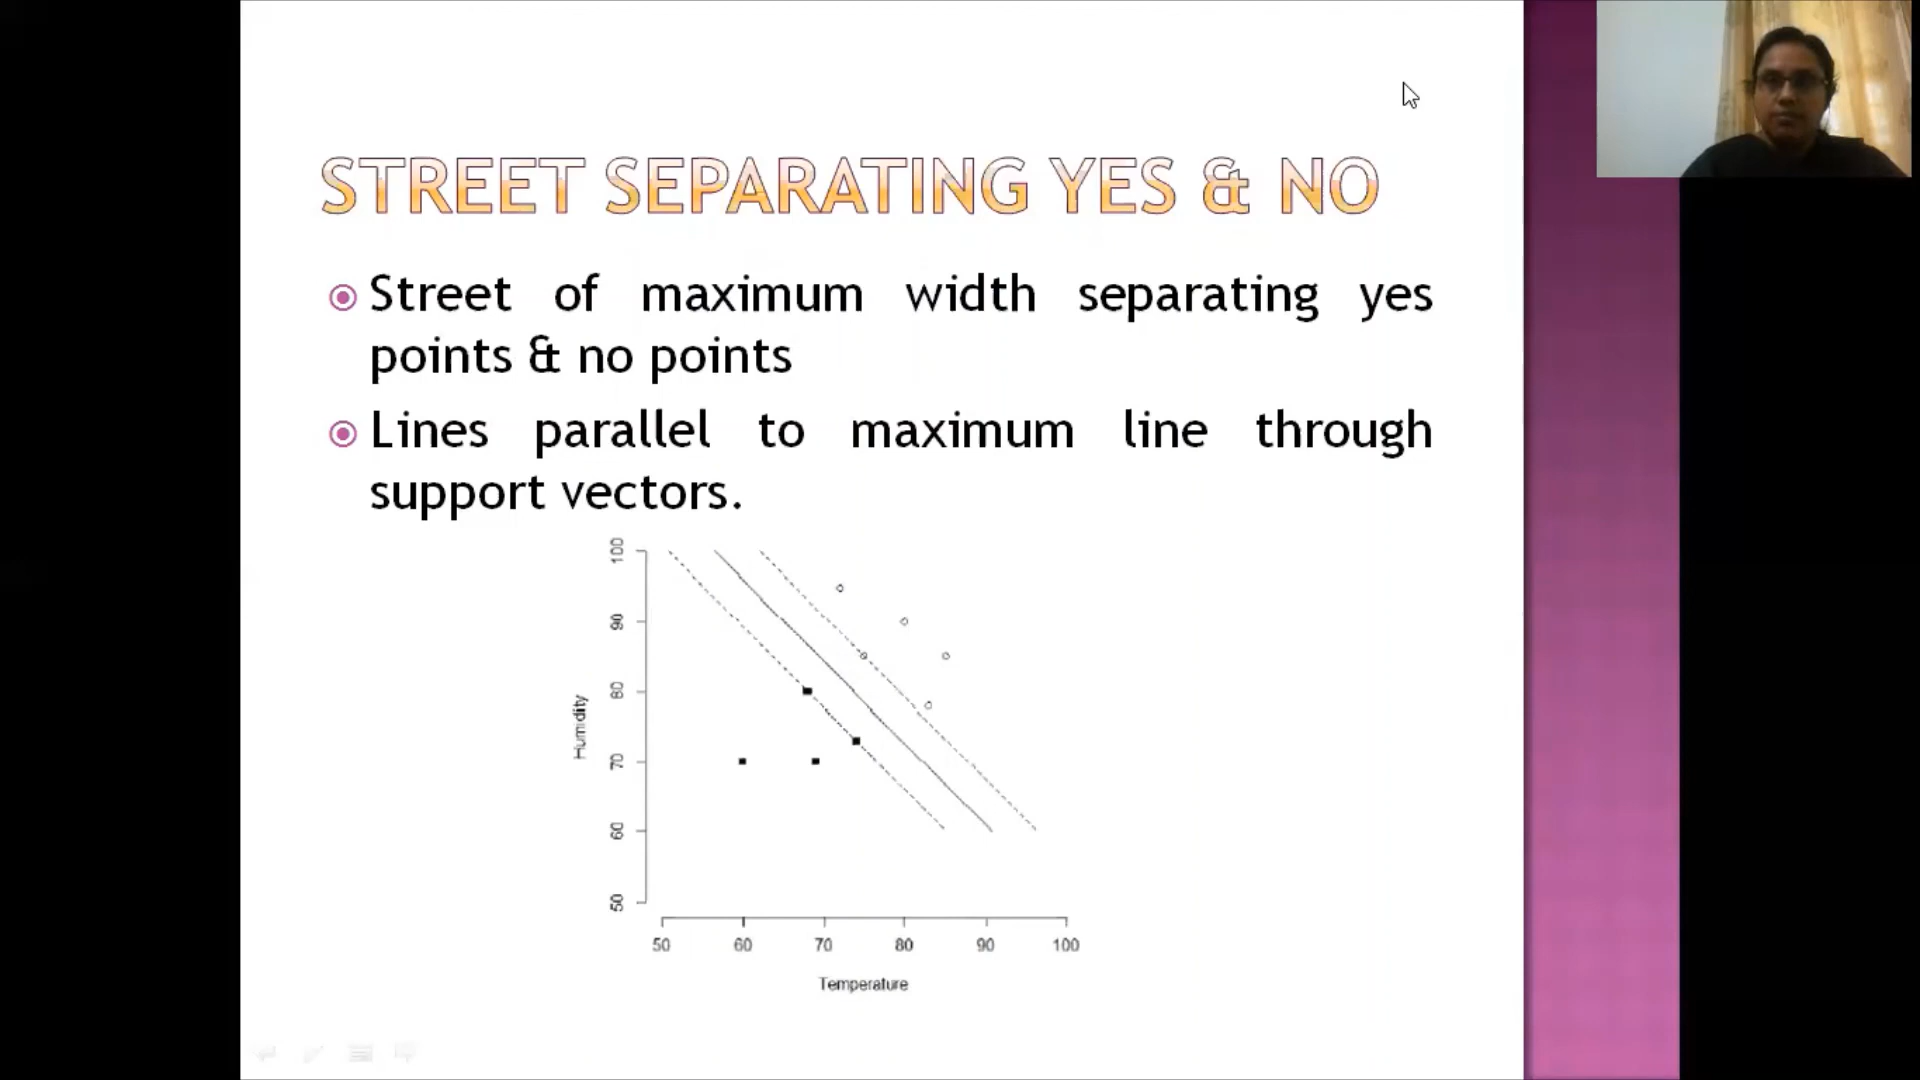 STREET SEPARATING YES & NO
Street of maximum width separating yes
points & no points
Lines parallel to maximum line through
support vectors.
100
90
80
70
60
50
Humidity
50 60 70 80 90 100
Temperature